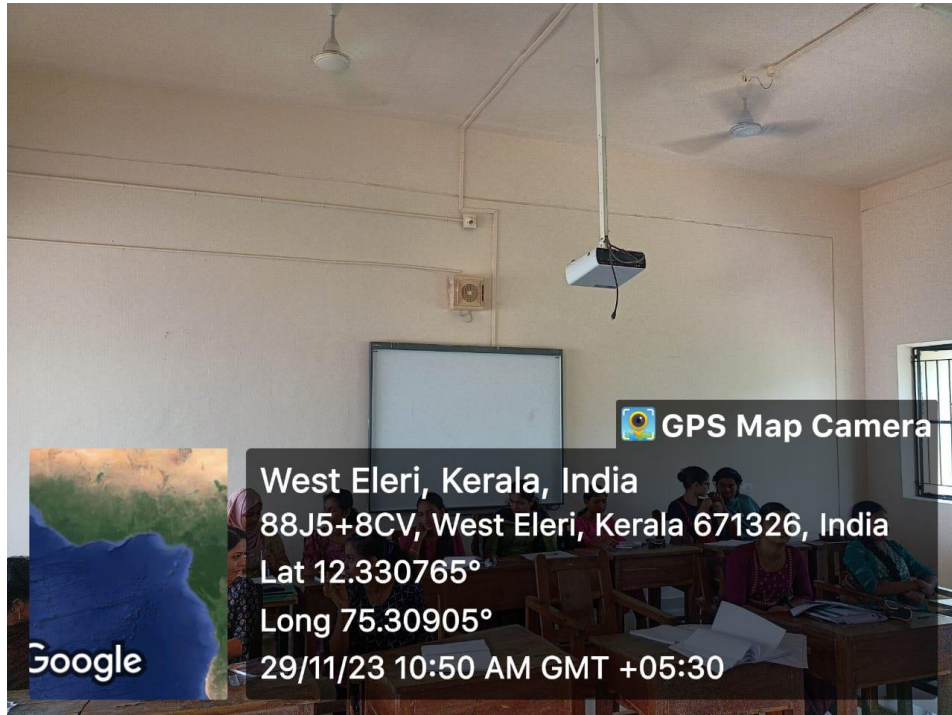 GPS Map Camera
West Eleri, Kerala, India
88J5+8CV, West Eleri, Kerala 671326, India
Lat 12.330765°
Long 75.30905°
29/11/23 10:50 AM GMT +05:30
Google